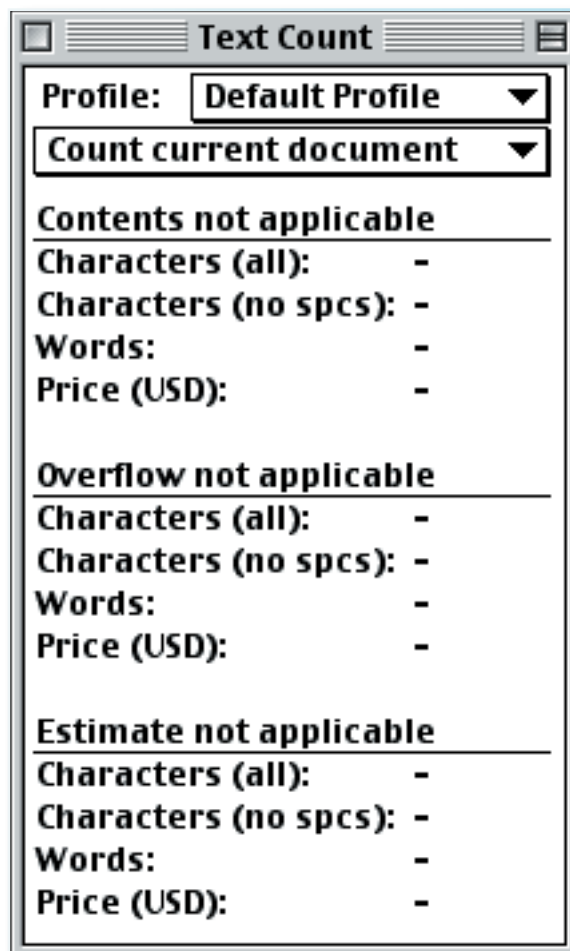 Text Count
Profile: Default Profile
Count current document
Contents not applicable
Characters (all): -
Characters (no spcs): -
Words: -
Price (USD): -
Overflow not applicable
Characters (all): -
Characters (no spcs): -
Words: -
Price (USD): -
Estimate not applicable
Characters (all): -
Characters (no spcs): -
Words: -
Price (USD): -